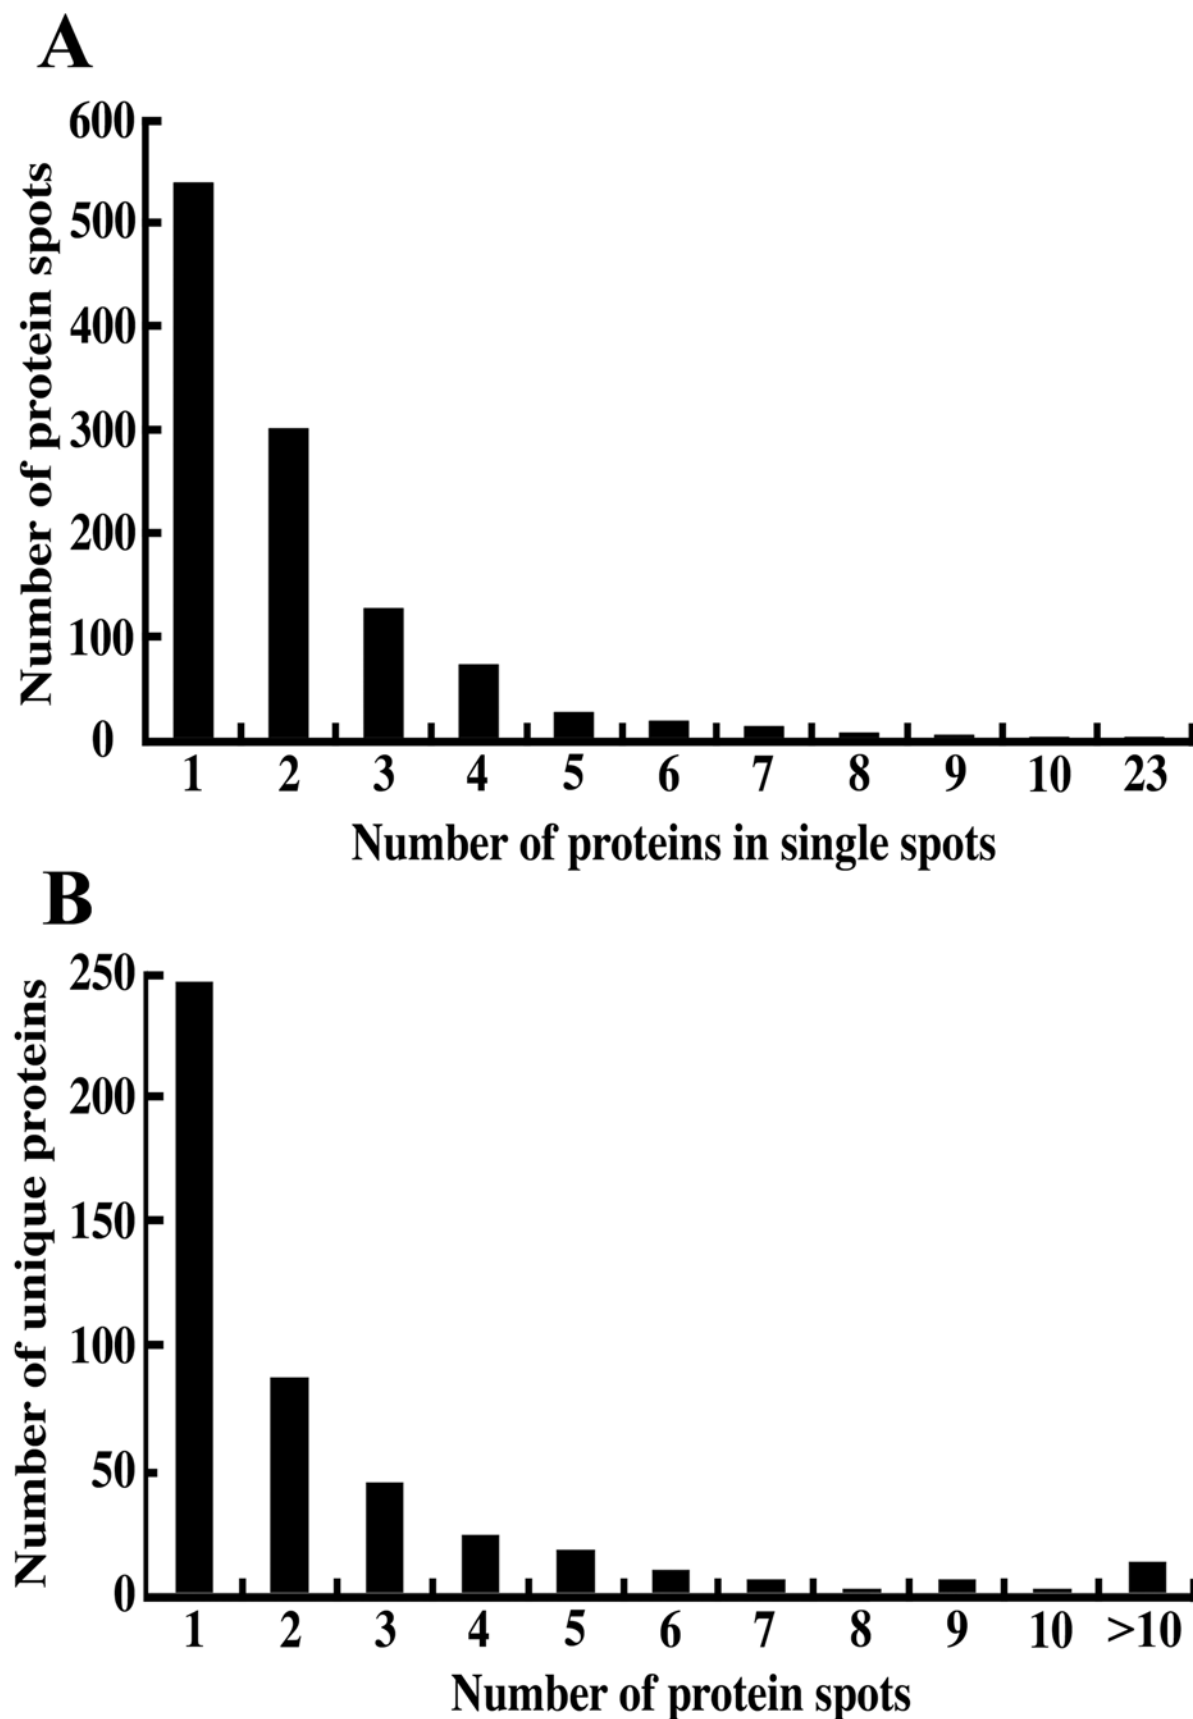 A
Number of protein spots
600
500
400
300
200
100
0
1 2 3 4 5 6 7 8 9 10 23
Number of proteins in single spots
B
Number of unique proteins
250
200
150
100
50
0
1 2 3 4 5 6 7 8 9 10 >10
Number of protein spots